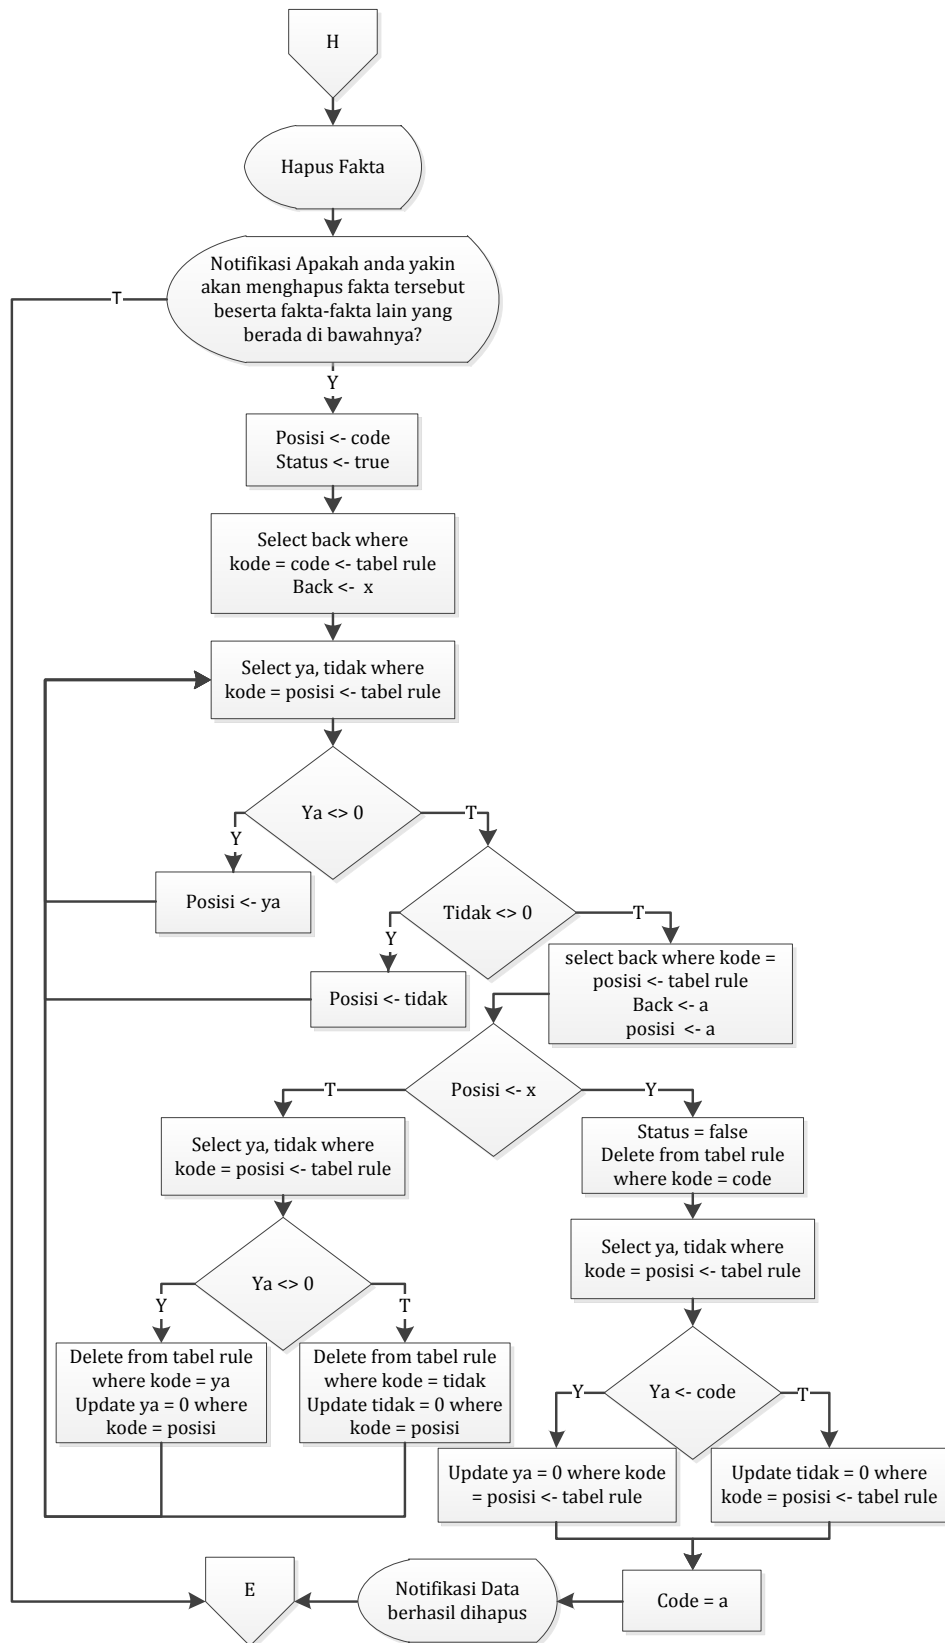 H
Hapus Fakta
Notifikasi Apakah anda yakin
akan menghapus fakta tersebut
beserta fakta-fakta lain yang
berada di bawahnya?
T
Y
Posisi <- code
Status <- true
Select back where
kode = code <- tabel rule
Back <-  x
Select ya, tidak where
kode = posisi <- tabel rule
Ya <> 0
Y
T
Posisi <- ya
Tidak <> 0
Y
T
Posisi <- tidak
select back where kode =
posisi <- tabel rule
Back <- a
posisi  <- a
Posisi <- x
T
Y
Select ya, tidak where
kode = posisi <- tabel rule
Status = false
Delete from tabel rule
where kode = code
Select ya, tidak where
kode = posisi <- tabel rule
Ya <> 0
Y
T
Delete from tabel rule
where kode = ya
Update ya = 0 where
kode = posisi
Delete from tabel rule
where kode = tidak
Update tidak = 0 where
kode = posisi
Ya <- code
Y
T
Update ya = 0 where kode
= posisi <- tabel rule
Update tidak = 0 where
kode = posisi <- tabel rule
E
Notifikasi Data
berhasil dihapus
Code = a